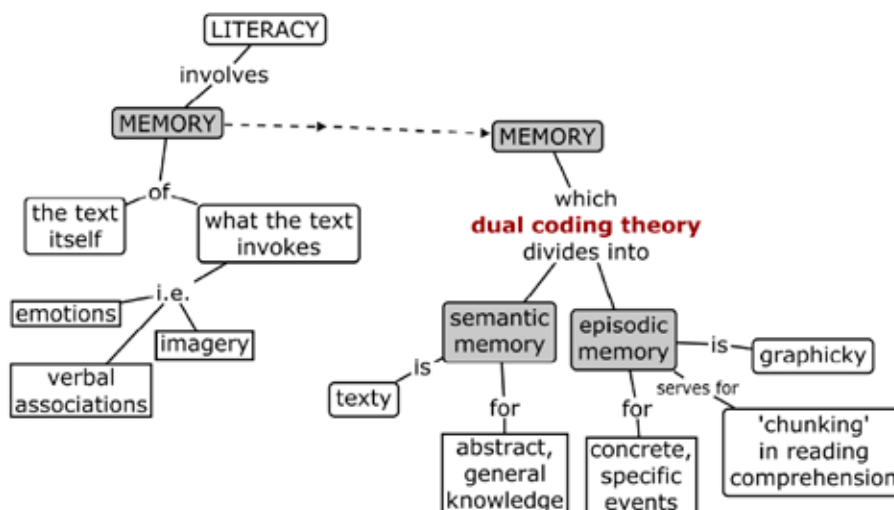 LITERACY
involves
MEMORY
of
the text
itself
what the text
invokes
i.e.
emotions
imagery
verbal
associations
MEMORY
which
dual coding theory
divides into
semantic
memory
is
texty
for
abstract,
general
knowledge
episodic
memory
is
graphicky
serves for
'chunking'
in reading
comprehension
for
concrete,
specific
events